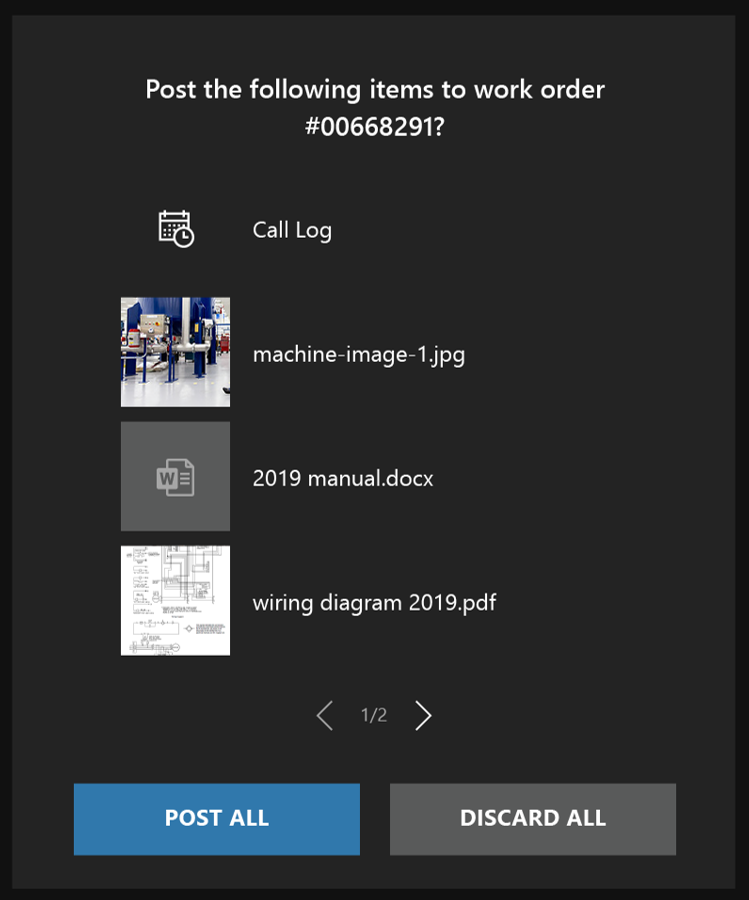 Post the following items to work order
#00668291?
Call Log
machine-image-1.jpg
W
2019 manual.docx
wiring diagram 2019.pdf
1/2
POST ALL
DISCARD ALL